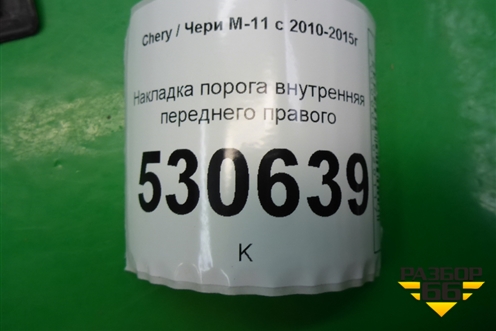 Chery / Чери М-11 с 2010-2015г
Накладка порога внутренняя
переднего правого
530639
К
РАЗБОР
66